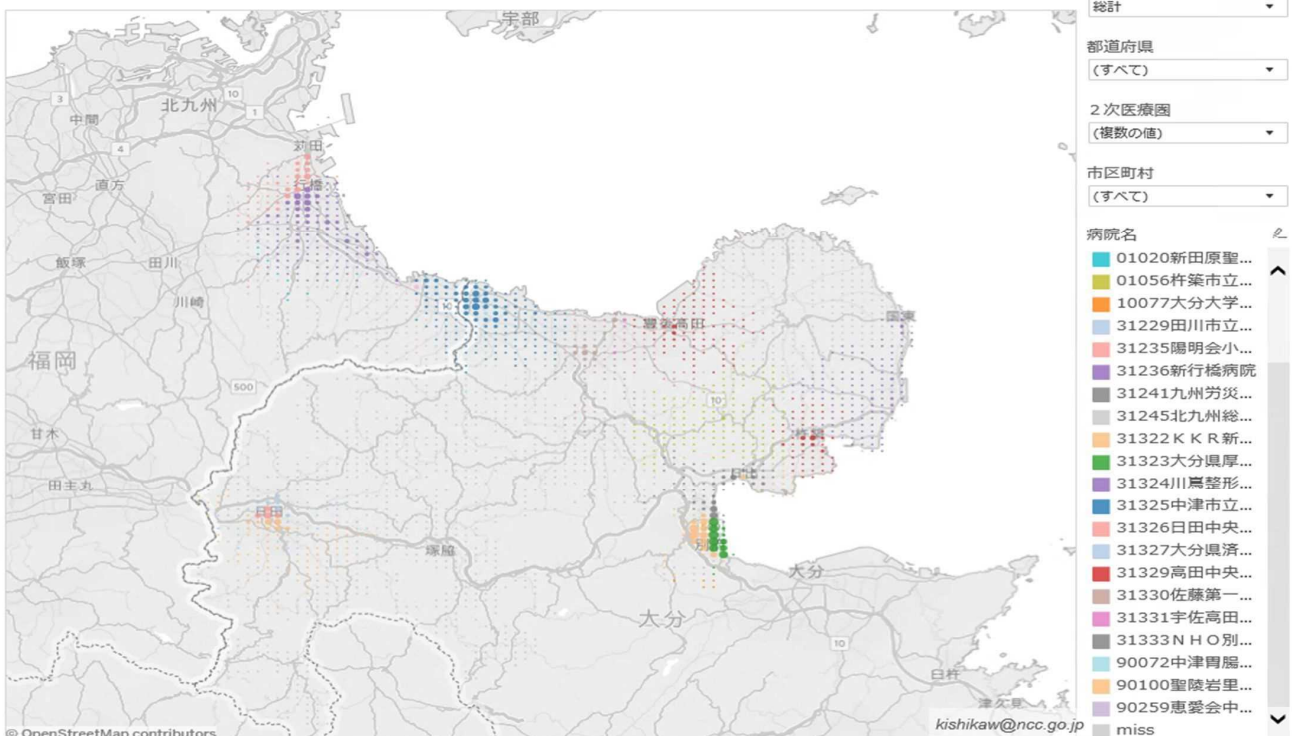 宇部
3
10
1
中間
北九州
4
苅田
直方
行橋
宮田
飯塚
田川
川崎
10
福岡
500
豊後高田
国東
10
甘木
杵築
日出
田主丸
日田
塚脇
別
大分
大分
10
臼杵
津久見
kishikaw@ncc.go.jp
© OpenStreetMap contributors
総計
都道府県
(すべて)
2次医療圏
(複数の値)
市区町村
(すべて)
病院名
01020新田原聖...
01056杵築市立...
10077大分大学...
31229田川市立...
31235陽明会小...
31236新行橋病院
31241九州労災...
31245北九州総...
31322KKR新...
31323大分県厚...
31324川嶌整形...
31325中津市立...
31326日田中央...
31327大分県済...
31329高田中央...
31330佐藤第一...
31331宇佐高田...
31333NHO別...
90072中津胃腸...
90100聖陵岩里...
90259恵愛会中...
miss